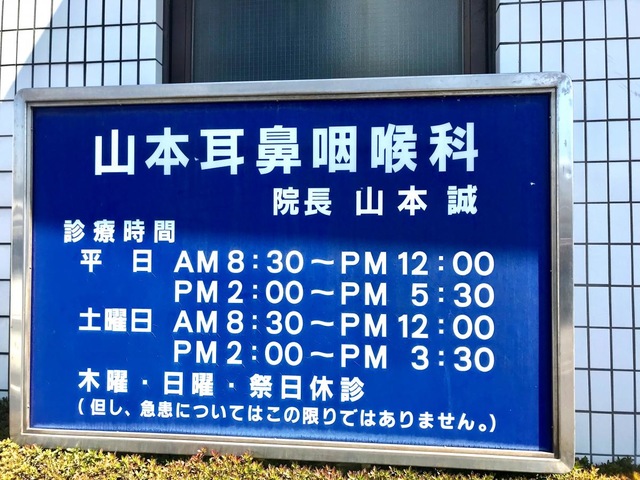 山本耳鼻咽喉科
院長 山本 誠
診療時間
平 日 AM 8:30～PM 12:00
PM 2:00～PM 5:30
土曜日 AM 8:30～PM 12:00
PM 2:00～PM 3:30
木曜・日曜・祭日休診
(但し、急患についてはこの限りではありません。)